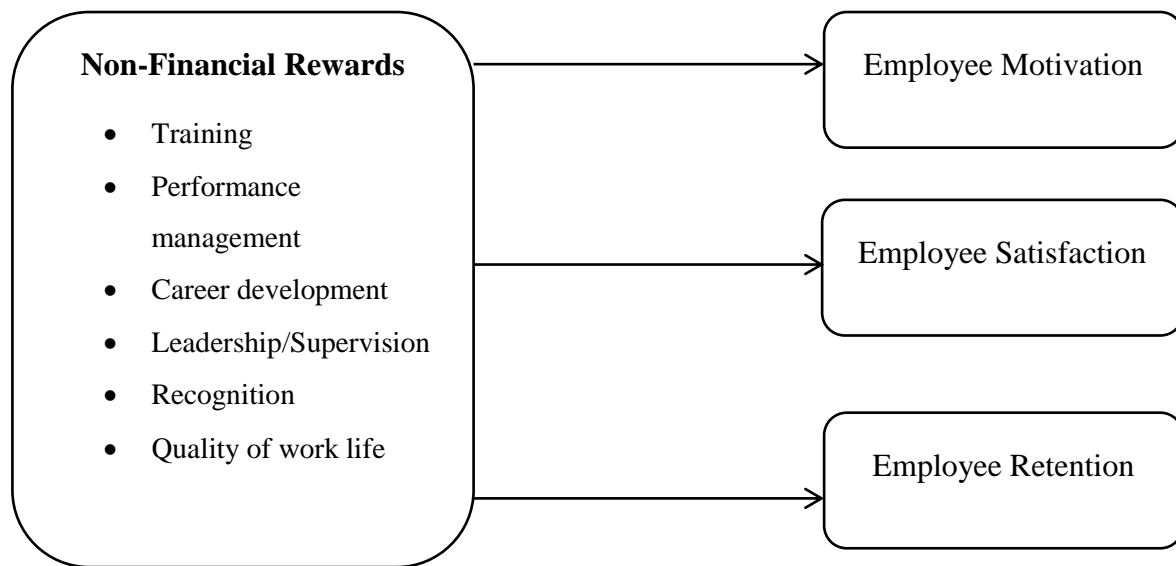 Non-Financial Rewards
• Training
• Performance
management
• Career development
• Leadership/Supervision
• Recognition
• Quality of work life
Employee Motivation
Employee Satisfaction
Employee Retention